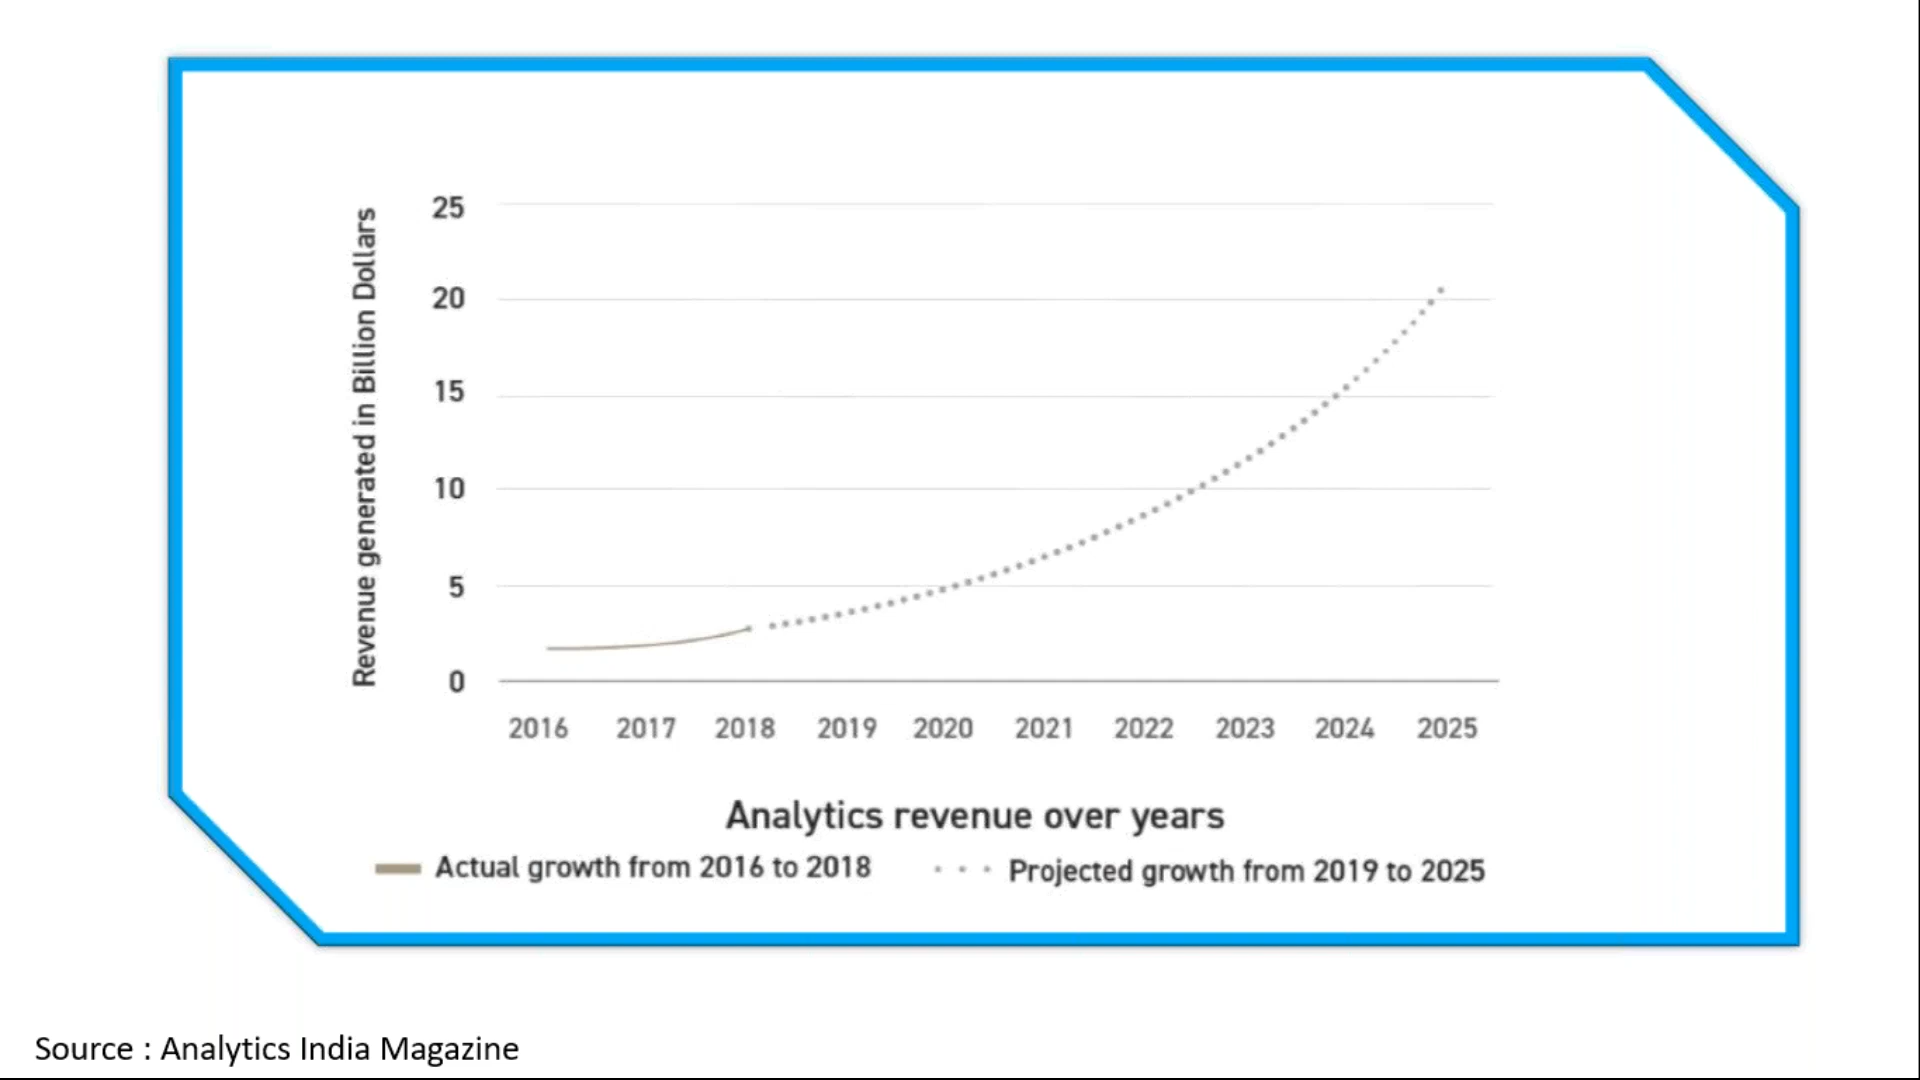 Revenue generated in Billion Dollars
25
20
15
10
5
0
2016 2017 2018 2019 2020 2021 2022 2023 2024 2025
Analytics revenue over years
Actual growth from 2016 to 2018
Projected growth from 2019 to 2025
Source : Analytics India Magazine